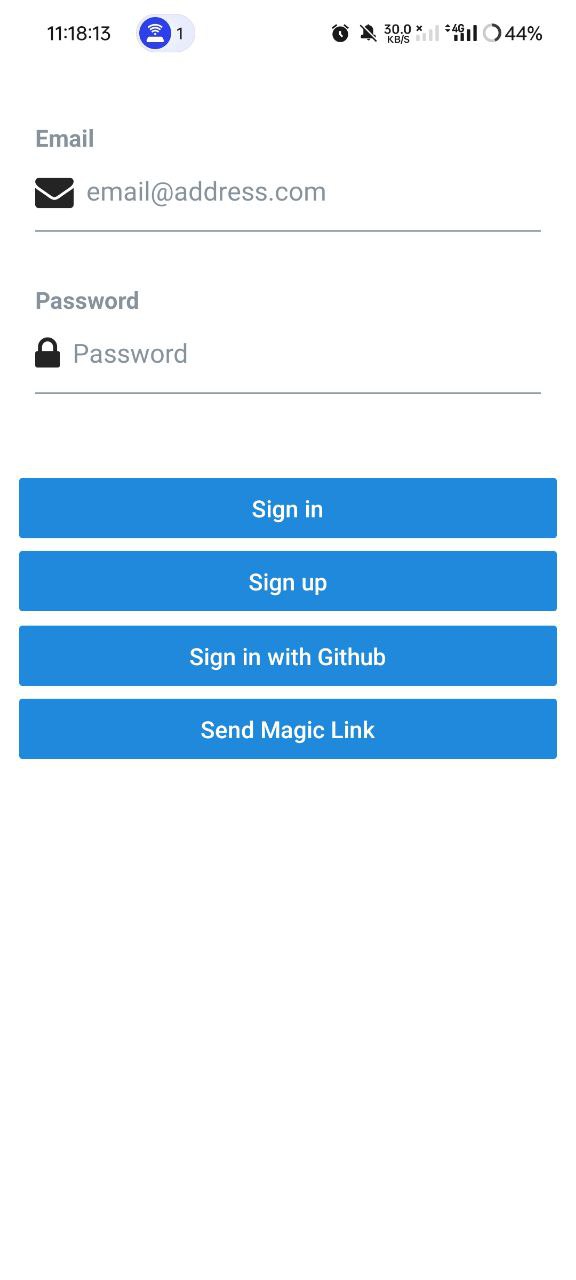 11:18:13 1 30.0 KB/S 4G 44%
Email
email@address.com
Password
Password
Sign in
Sign up
Sign in with Github
Send Magic Link